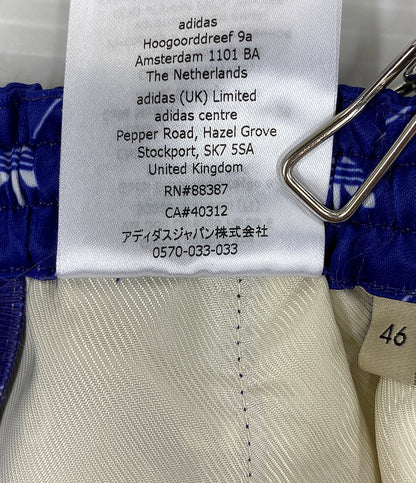 adidas
Hoogoorddreef 9a
Amsterdam 1101 BA
The Netherlands
adidas (UK) Limited
adidas centre
Pepper Road, Hazel Grove
Stockport, SK7 5SA
United Kingdom
RN#88387
CA#40312
アディダスジャパン株式会社
0570-033-033
46